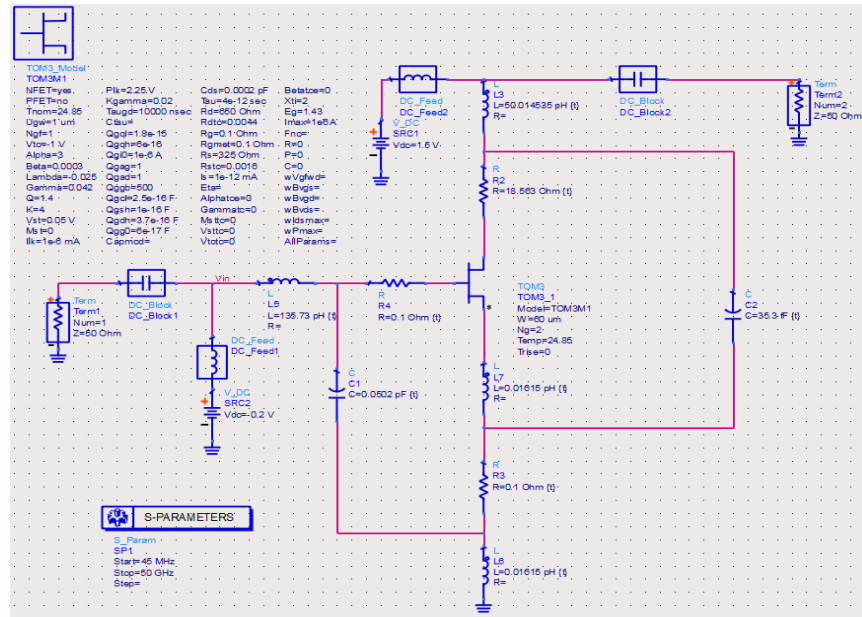 TOM3_Model
TOM3M1
NFET=yes Plk=2.25 V Cds=0.0002 pF Betatce=0
PFET=no Kgamma=0.02 Tau=4e-12 sec Xti=2
Tnom=24.85 Taugd=10000 nsec Rd=650 Ohm Eg=1.43
Ugw=1 um Ctau= Rdtc=0.0044 Imax=1e6 A
Ngf=1 Qgql=1.8e-15 Rg=0.1 Ohm Fnc=
Vto=-1 V Qgqh=6e-16 Rgmet=0.1 Ohm R=0
Alpha=3 Qgi0=1e-6 A Rs=325 Ohm P=0
Beta=0.0003 Qgag=1 Rstc=0.0016 C=0
Lambda=-0.025 Qgad=1 Is=1e-12 mA wVgfwd=
Gamma=0.042 Qggb=500 Eta= wBvgs=
Q=1.4 Qgcl=2.5e-16 F Alphatce=0 wBvgd=
K=4 Qgsh=1e-16 F Gammatc=0 wBvds=
Vst=0.05 V Qgdh=3.7e-16 F Msttc=0 wIdsmax=
Mst=0 Qgg0=6e-17 F Vsttc=0 wPmax=
Ilk=1e-6 mA Capmod= Vtotc=0 AllParams=
DC_Feed
DC_Feed2
L
L3
L=50.014535 pH {t}
R=
DC_Block
DC_Block2
Term
Term2
Num=2
Z=50 Ohm
V_DC
SRC1
Vdc=1.5 V
R
R2
R=18.563 Ohm {t}
Vin
Term
Term1
Num=1
Z=50 Ohm
DC_Block
DC_Block1
L
L5
L=135.73 pH {t}
R=
R
R4
R=0.1 Ohm {t}
TOM3
TOM3_1
Model=TOM3M1
W=60 um
Ng=2
Temp=24.85
Trise=0
C
C2
C=35.3 fF {t}
DC_Feed
DC_Feed1
V_DC
SRC2
Vdc=-0.2 V
C
C1
C=0.0502 pF {t}
L
L7
L=0.01615 pH {t}
R=
R
R3
R=0.1 Ohm {t}
S-PARAMETERS
S_Param
SP1
Start=45 MHz
Stop=50 GHz
Step=
L
L6
L=0.01615 pH {t}
R=